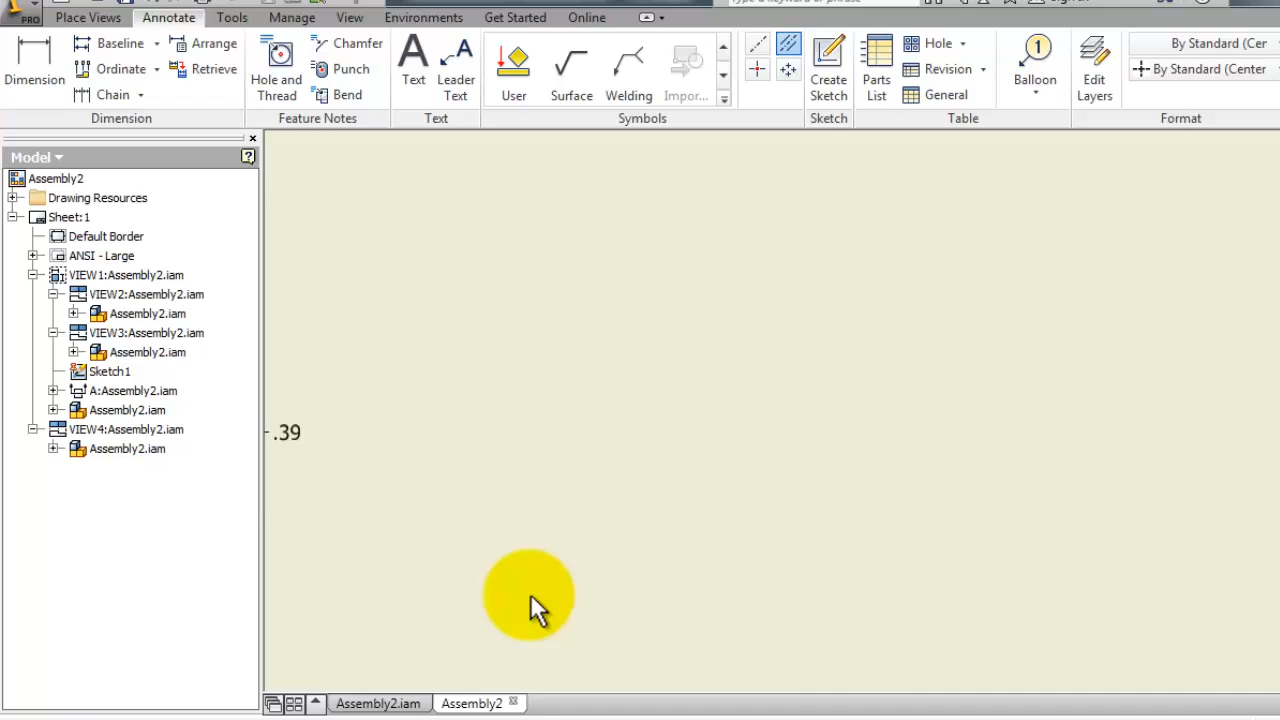 PRO
Place Views Annotate Tools Manage View Environments Get Started Online
Dimension
Baseline
Ordinate
Chain
Arrange
Retrieve
Dimension
Hole and
Thread
Chamfer
Punch
Bend
Feature Notes
A
Text
A
Leader
Text
Text
User
Surface
Welding
Impor...
Symbols
Create
Sketch
Sketch
Parts
List
Hole
Revision
General
Table
1
Balloon
Edit
Layers
By Standard (Cer
By Standard (Center
Format
Model
Assembly2
Drawing Resources
Sheet:1
Default Border
ANSI - Large
VIEW1:Assembly2.iam
VIEW2:Assembly2.iam
Assembly2.iam
VIEW3:Assembly2.iam
Assembly2.iam
Sketch1
A:Assembly2.iam
Assembly2.iam
VIEW4:Assembly2.iam
Assembly2.iam
.39
Assembly2.iam Assembly2